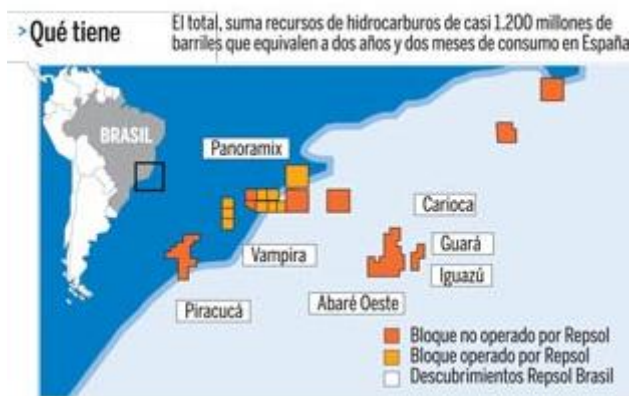 > Qué tiene
El total, suma recursos de hidrocarburos de casi 1.200 millones de
barriles que equivalen a dos años y dos meses de consumo en España
BRASIL
Panoramix
Carioca
Guará
Vampira
Iguazú
Piracucá
Abaré Oeste
Bloque no operado por Repsol
Bloque operado por Repsol
Descubrimientos Repsol Brasil